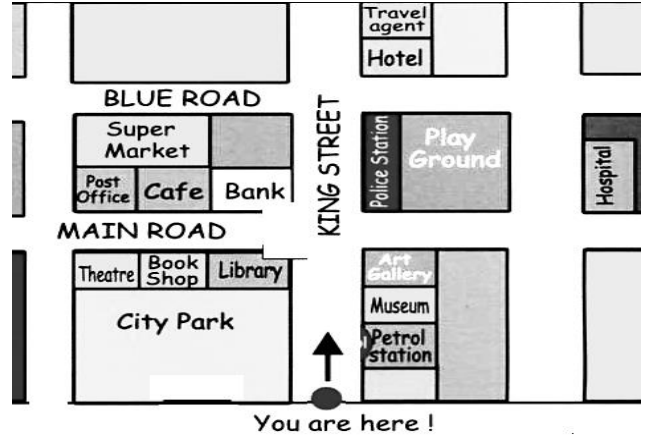 Travel
agent
Hotel
BLUE ROAD
Super
Market
Post
Office
Cafe
Bank
KING STREET
Police Station
Play
Ground
Hospital
MAIN ROAD
Theatre
Book
Shop
Library
City Park
Art
Gallery
Museum
Petrol
station
You are here !